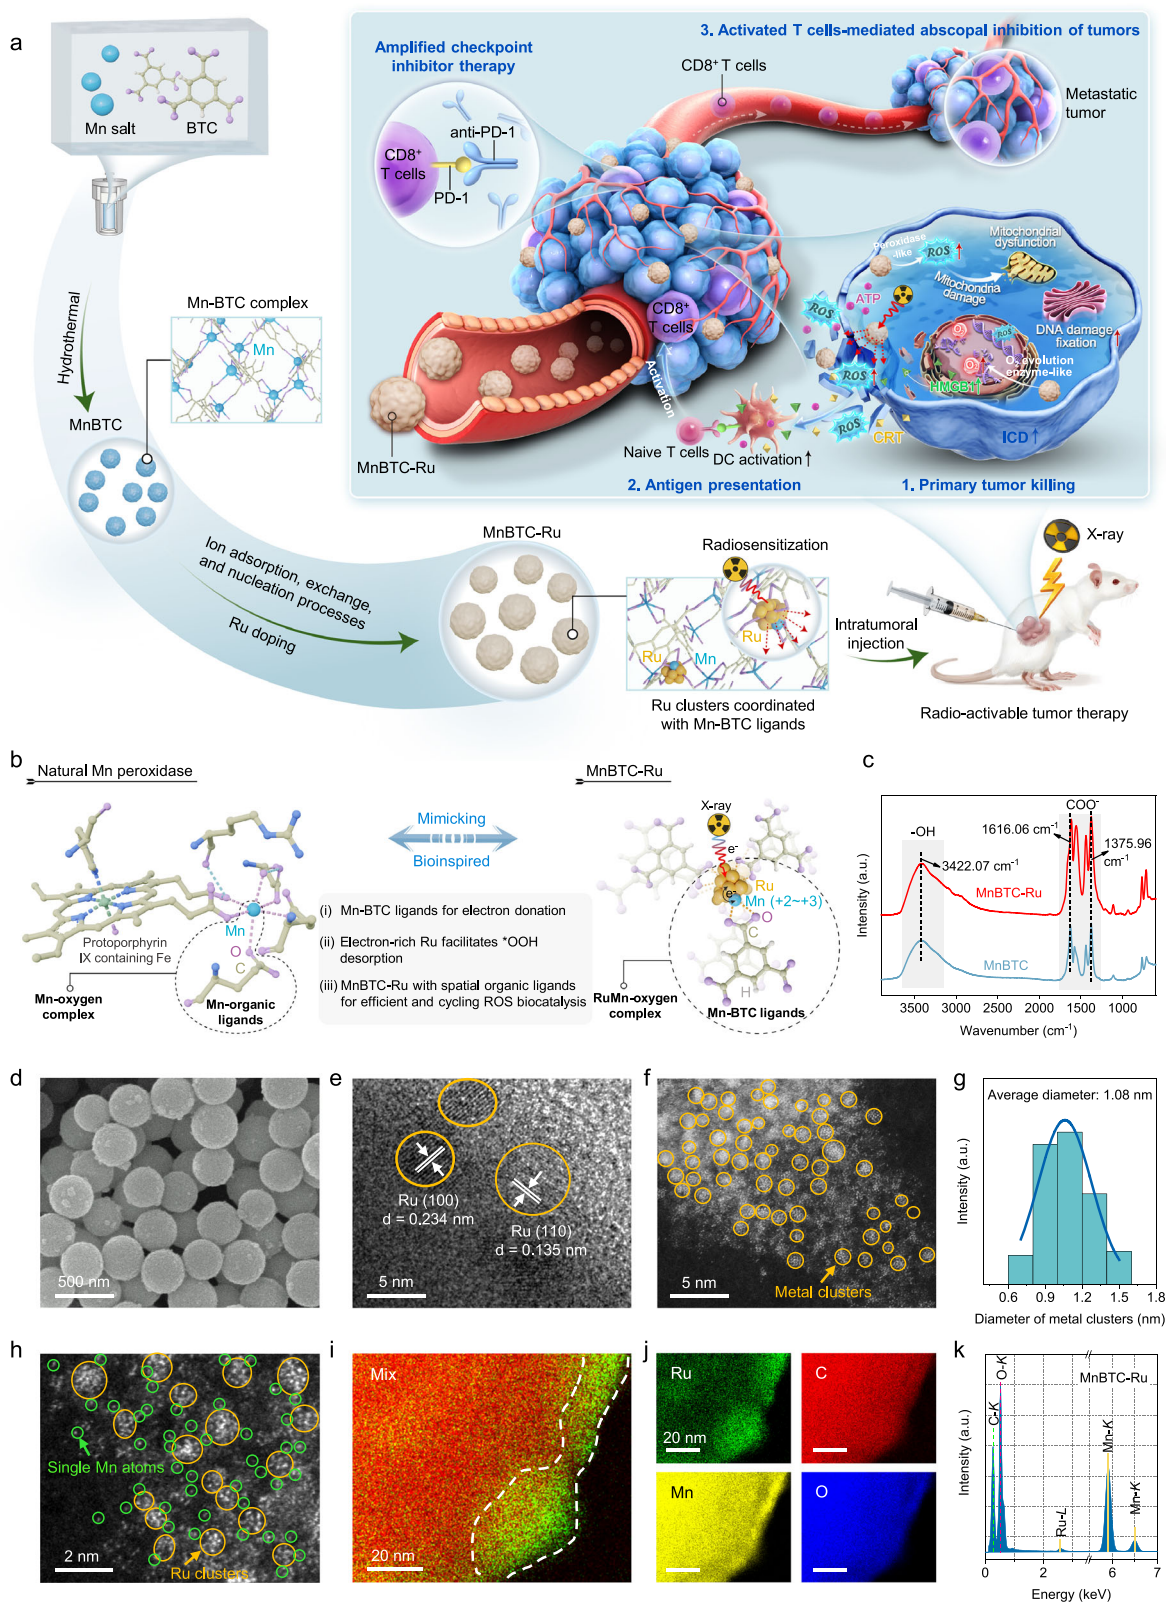 a
Mn salt
BTC
Hydrothermal
Mn-BTC complex
Mn
MnBTC
Ion adsorption, exchange,
and nucleation processes
Ru doping
MnBTC-Ru
Amplified checkpoint
inhibitor therapy
anti-PD-1
CD8⁺
T cells
PD-1
3. Activated T cells-mediated abscopal inhibition of tumors
CD8⁺ T cells
Metastatic
tumor
CD8⁺
T cells
Activation
MnBTC-Ru
Naive T cells
DC activation↑
2. Antigen presentation
Peroxidase
-like
ROS
Mitochondrial
dysfunction
Mitochondria
damage
ATP
ROS
DNA damage
fixation
O₂
ROS
O₂
O₂ evolution
enzyme-like
HMGB1↑
ROS
ROS
CRT
ICD↑
1. Primary tumor killing
Radiosensitization
Ru
Ru
Mn
Ru clusters coordinated
with Mn-BTC ligands
Intratumoral
injection
X-ray
Radio-activable tumor therapy
b
Natural Mn peroxidase
Mn
O
C
Protoporphyrin
IX containing Fe
Mn-oxygen
complex
Mn-organic
ligands
Mimicking
Bioinspired
(i) Mn-BTC ligands for electron donation
(ii) Electron-rich Ru facilitates *OOH
desorption
(iii) MnBTC-Ru with spatial organic ligands
for efficient and cycling ROS biocatalysis
MnBTC-Ru
X-ray
e⁻
e⁻
Ru
Mn (+2~+3)
O
C
H
RuMn-oxygen
complex
Mn-BTC ligands
c
COO⁻
-OH
1616.06 cm⁻¹
3422.07 cm⁻¹
1375.96
cm⁻¹
MnBTC-Ru
MnBTC
Intensity (a.u.)
3500 3000 2500 2000 1500 1000
Wavenumber (cm⁻¹)
d
500 nm
e
Ru (100)
d = 0.234 nm
Ru (110)
d = 0.135 nm
5 nm
f
Metal clusters
5 nm
g
Average diameter: 1.08 nm
Intensity (a.u.)
0.6 0.9 1.2 1.5 1.8
Diameter of metal clusters (nm)
h
Single Mn atoms
Ru clusters
2 nm
i
Mix
20 nm
j
Ru
20 nm
C
Mn
O
k
MnBTC-Ru
C-K
O-K
Ru-L
Mn-K
Mn-K
Intensity (a.u.)
0 2 6 7
Energy (keV)